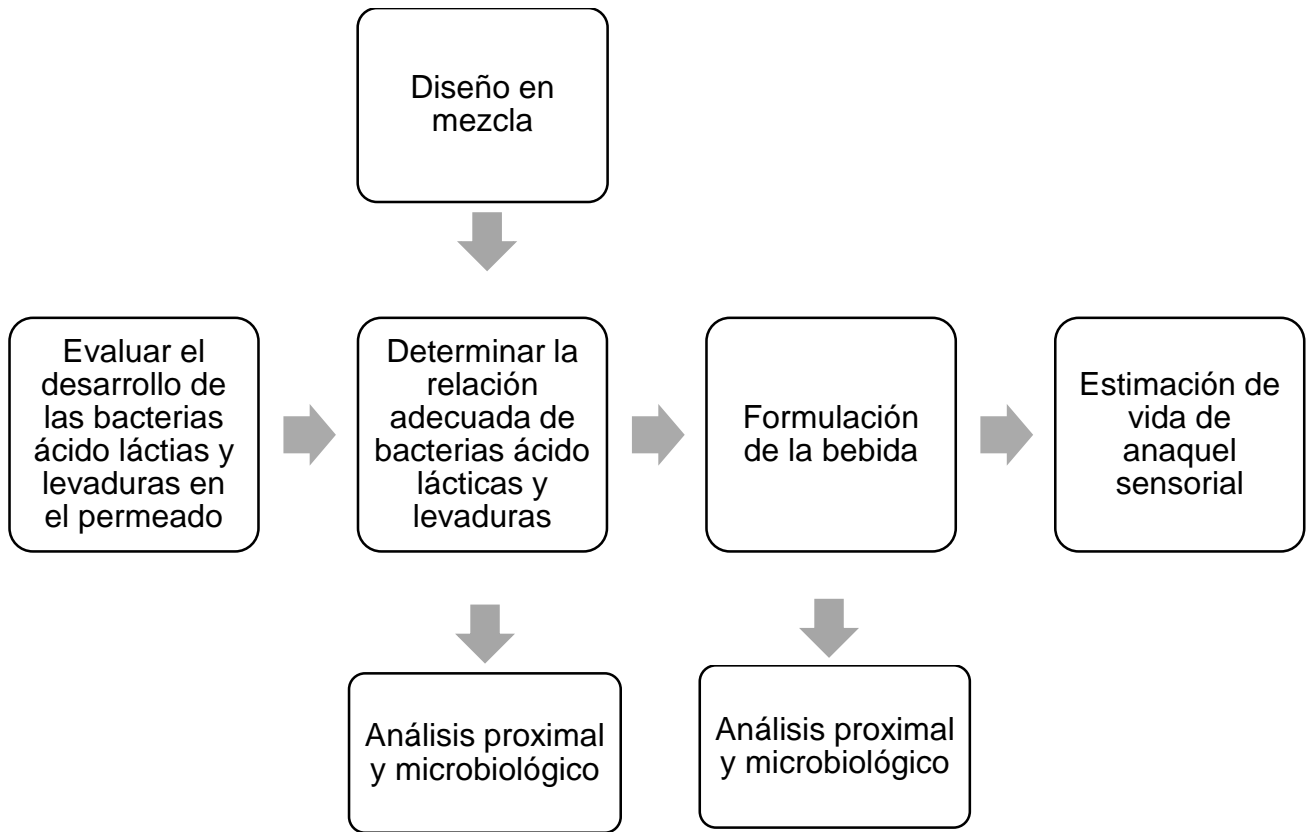 Diseño en
mezcla
Evaluar el
desarrollo de
las bacterias
ácido láctias y
levaduras en
el permeado
Determinar la
relación
adecuada de
bacterias ácido
lácticas y
levaduras
Formulación
de la bebida
Estimación de
vida de
anaquel
sensorial
Análisis proximal
y microbiológico
Análisis proximal
y microbiológico